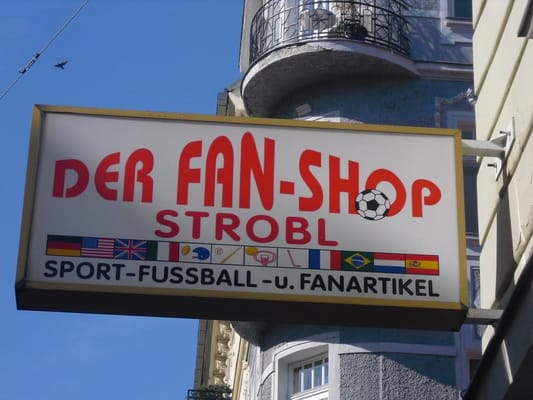 DER FAN-SHOP
STROBL
SPORT-FUSSBALL-u. FANARTIKEL